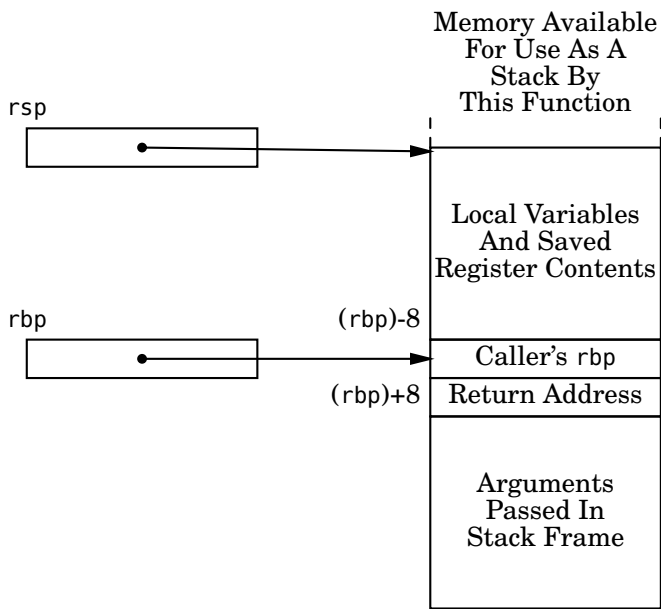 Memory Available
For Use As A
Stack By
This Function
rsp
Local Variables
And Saved
Register Contents
(rbp)-8
rbp
Caller's rbp
(rbp)+8
Return Address
Arguments
Passed In
Stack Frame